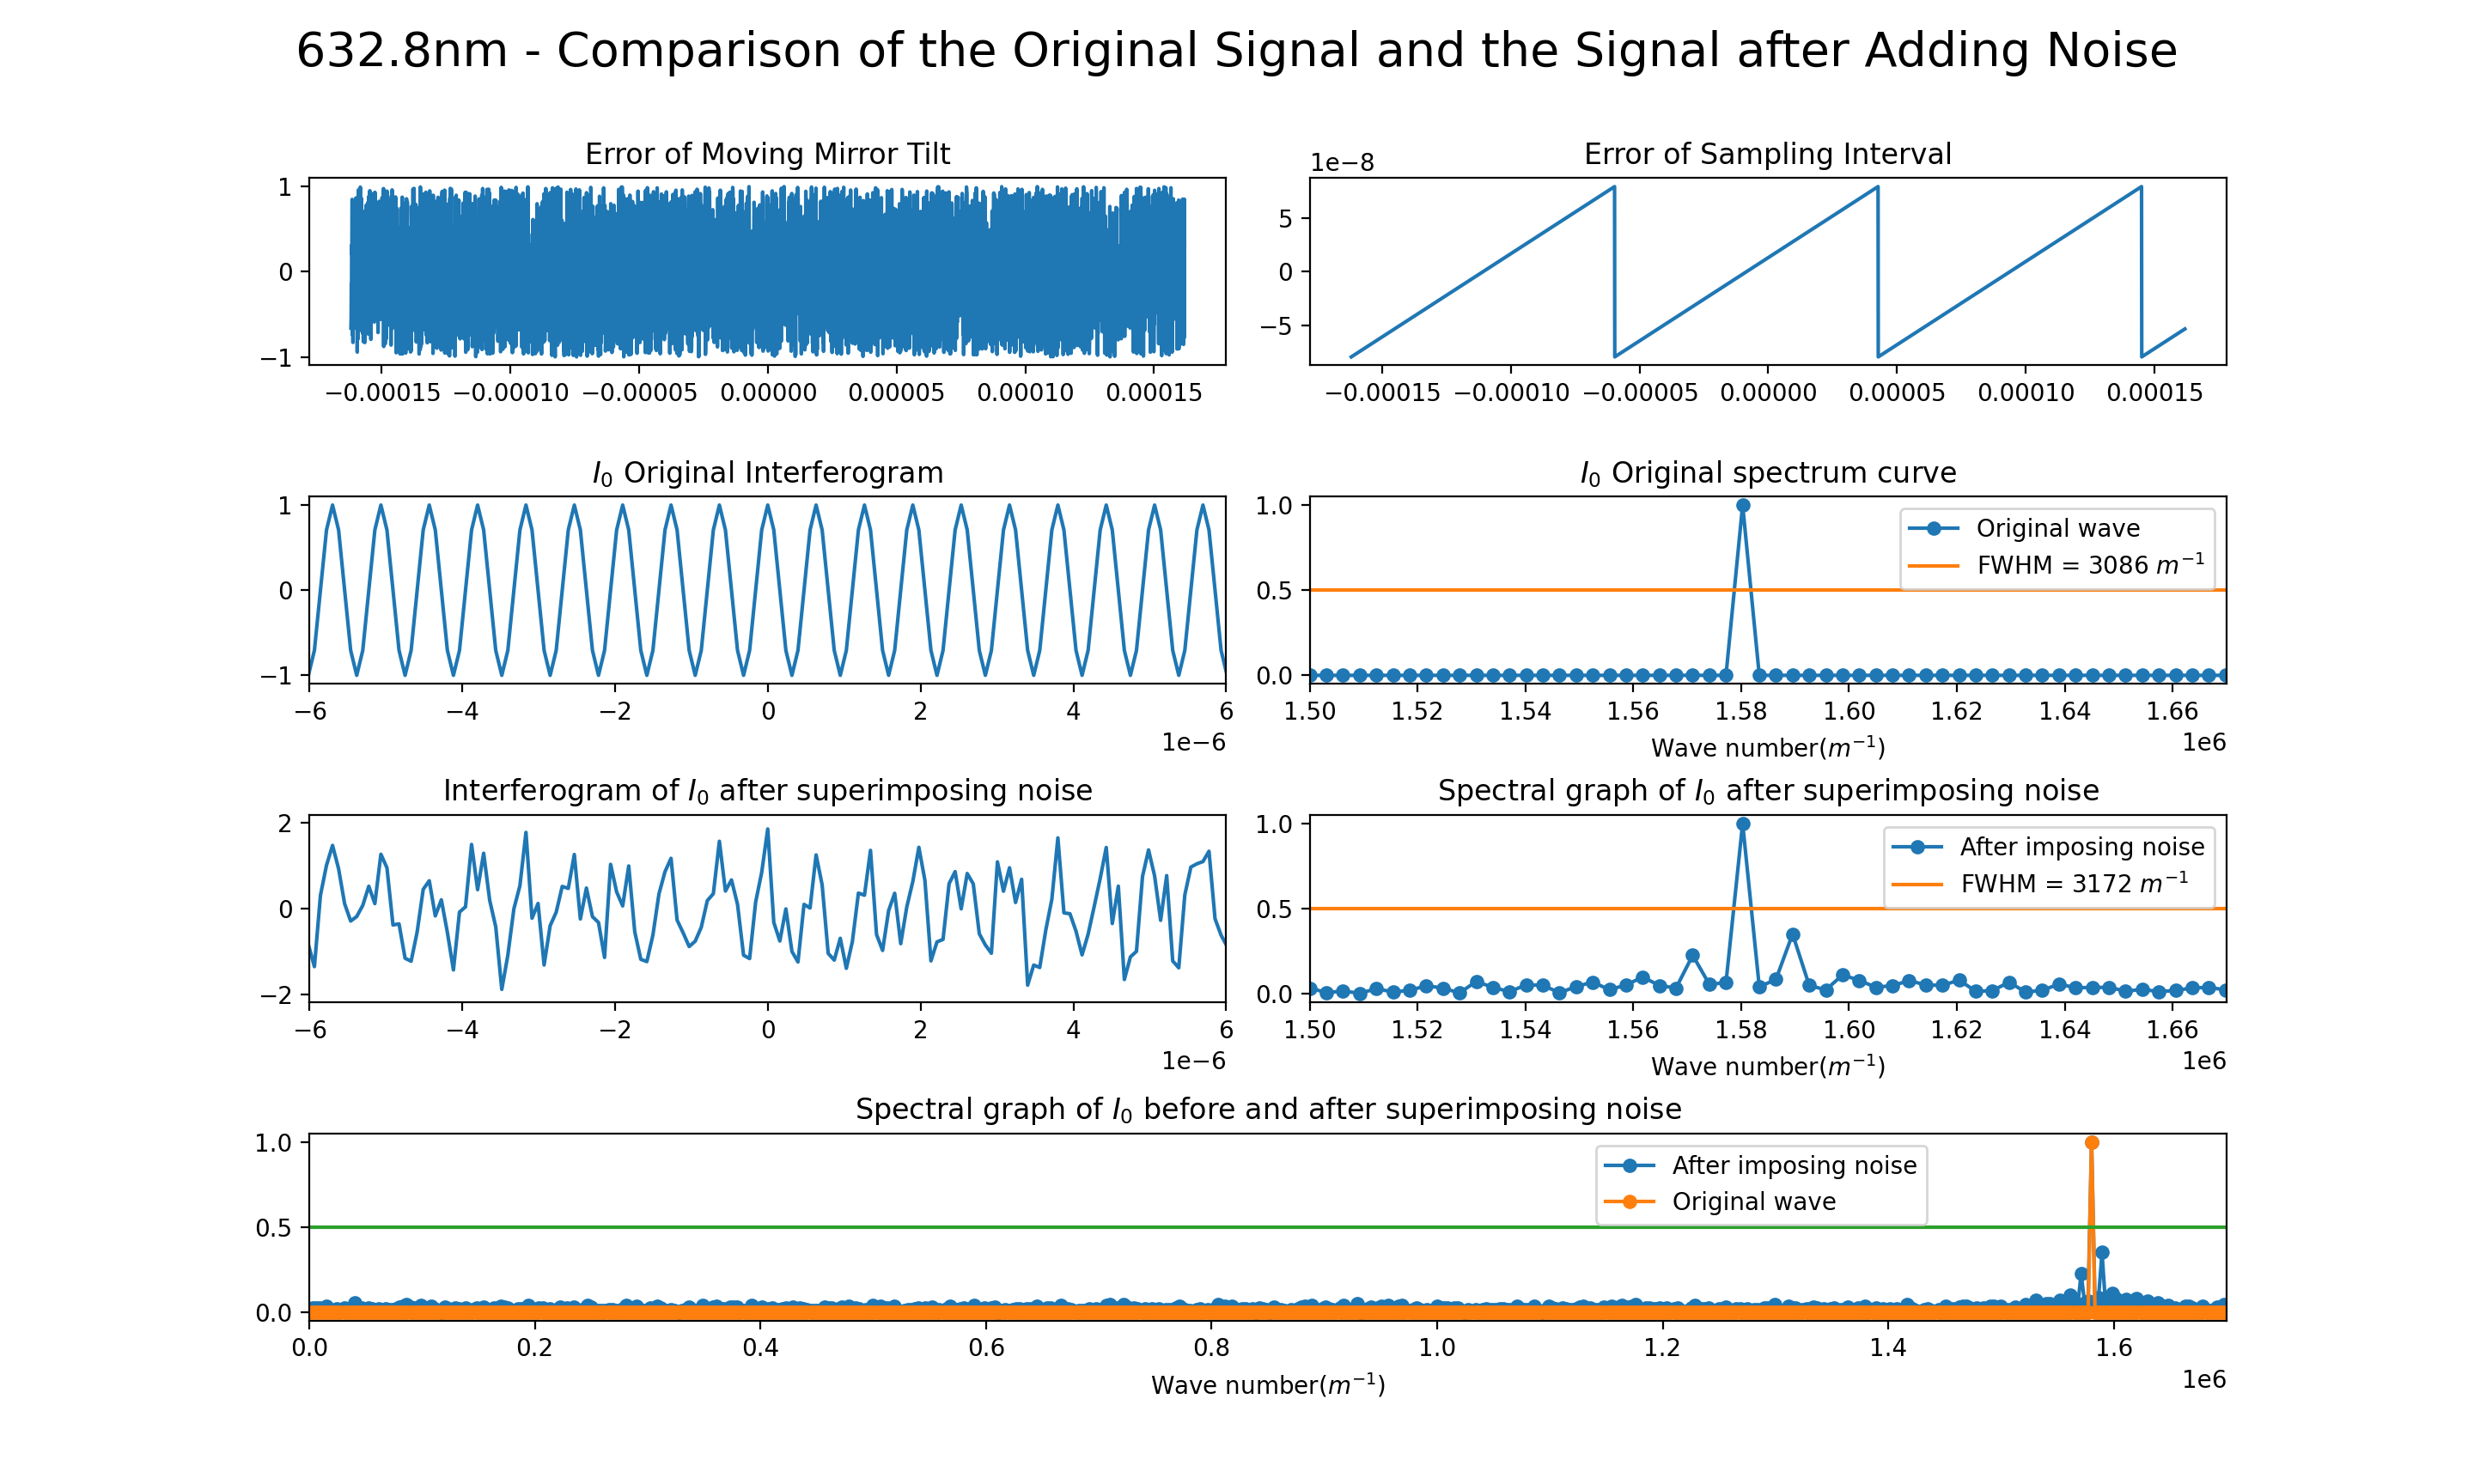 632.8nm - Comparison of the Original Signal and the Signal after Adding Noise
Error of Moving Mirror Tilt
1
0
−1
−0.00015 −0.00010 −0.00005 0.00000 0.00005 0.00010 0.00015
Error of Sampling Interval
1e−8
5
0
−5
−0.00015 −0.00010 −0.00005 0.00000 0.00005 0.00010 0.00015
I₀ Original Interferogram
1
0
−1
−6 −4 −2 0 2 4 6
1e−6
I₀ Original spectrum curve
1.0
0.5
0.0
Original wave
FWHM = 3086 m⁻¹
1.50 1.52 1.54 1.56 1.58 1.60 1.62 1.64 1.66
Wave number(m⁻¹)
1e6
Interferogram of I₀ after superimposing noise
2
0
−2
−6 −4 −2 0 2 4 6
1e−6
Spectral graph of I₀ after superimposing noise
1.0
0.5
0.0
After imposing noise
FWHM = 3172 m⁻¹
1.50 1.52 1.54 1.56 1.58 1.60 1.62 1.64 1.66
Wave number(m⁻¹)
1e6
Spectral graph of I₀ before and after superimposing noise
1.0
0.5
0.0
After imposing noise
Original wave
0.0 0.2 0.4 0.6 0.8 1.0 1.2 1.4 1.6
Wave number(m⁻¹)
1e6